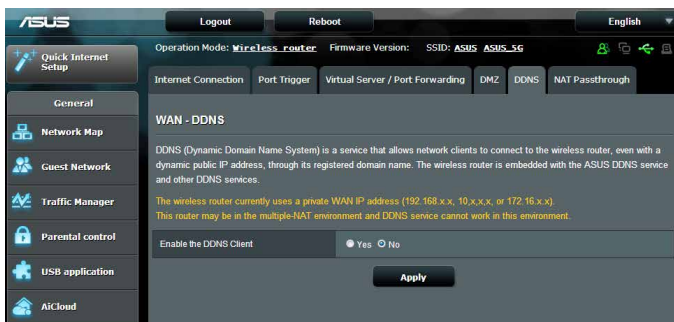 ASUS
Logout
Reboot
English
Operation Mode: Wireless router Firmware Version: SSID: ASUS ASUS_5G
Quick Internet
Setup
Internet Connection
Port Trigger
Virtual Server / Port Forwarding
DMZ
DDNS
NAT Passthrough
General
Network Map
Guest Network
Traffic Manager
Parental control
USB application
AiCloud
WAN - DDNS
DDNS (Dynamic Domain Name System) is a service that allows network clients to connect to the wireless router, even with a
dynamic public IP address, through its registered domain name. The wireless router is embedded with the ASUS DDNS service
and other DDNS services.
The wireless router currently uses a private WAN IP address (192.168.x.x, 10,x,x,x, or 172.16.x.x).
This router may be in the multiple-NAT environment and DDNS service cannot work in this environment.
Enable the DDNS Client
Yes No
Apply